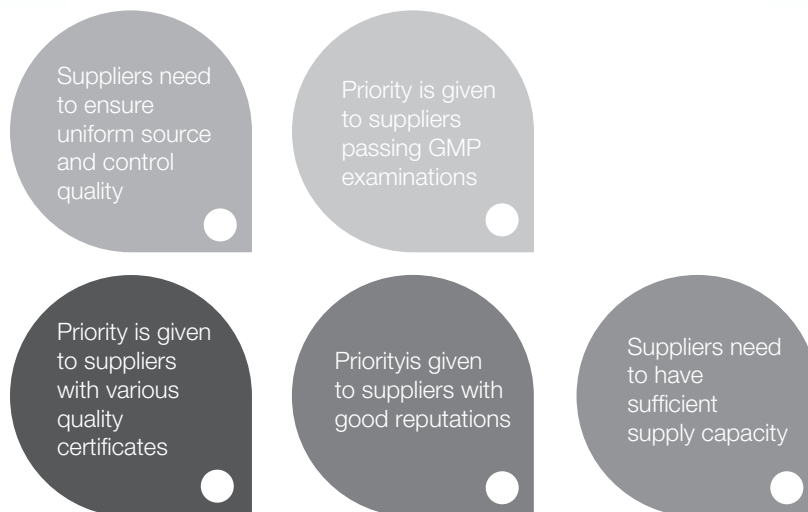 Suppliers need
to ensure
uniform source
and control
quality
Priority is given
to suppliers
passing GMP
examinations
Priority is given
to suppliers
with various
quality
certificates
Priorityis given
to suppliers with
good reputations
Suppliers need
to have
sufficient
supply capacity